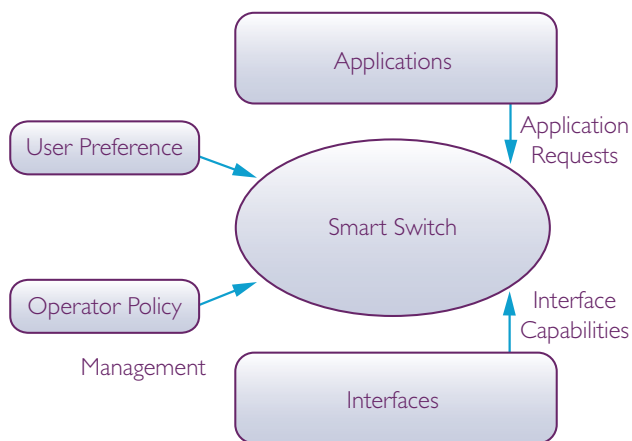 Applications
Application
Requests
User Preference
Smart Switch
Operator Policy
Interface
Capabilities
Management
Interfaces